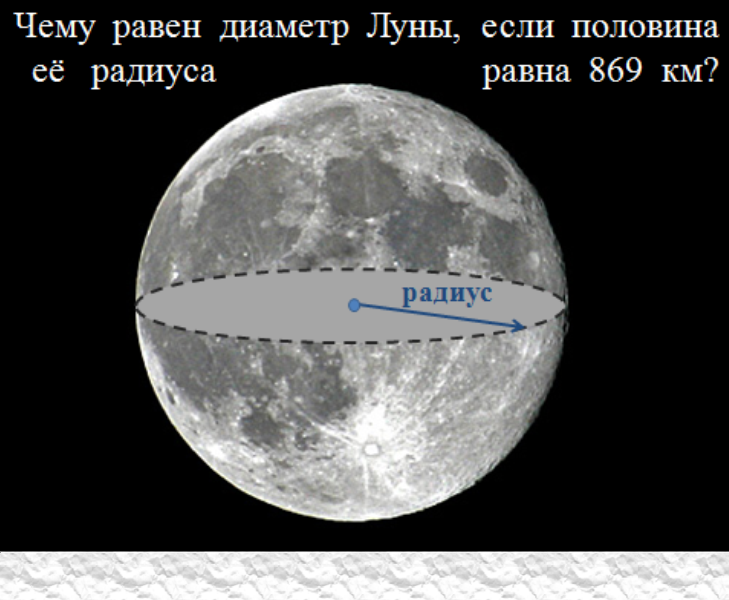 Чему равен диаметр Луны, если половина
её радиуса равна 869 км?
радиус